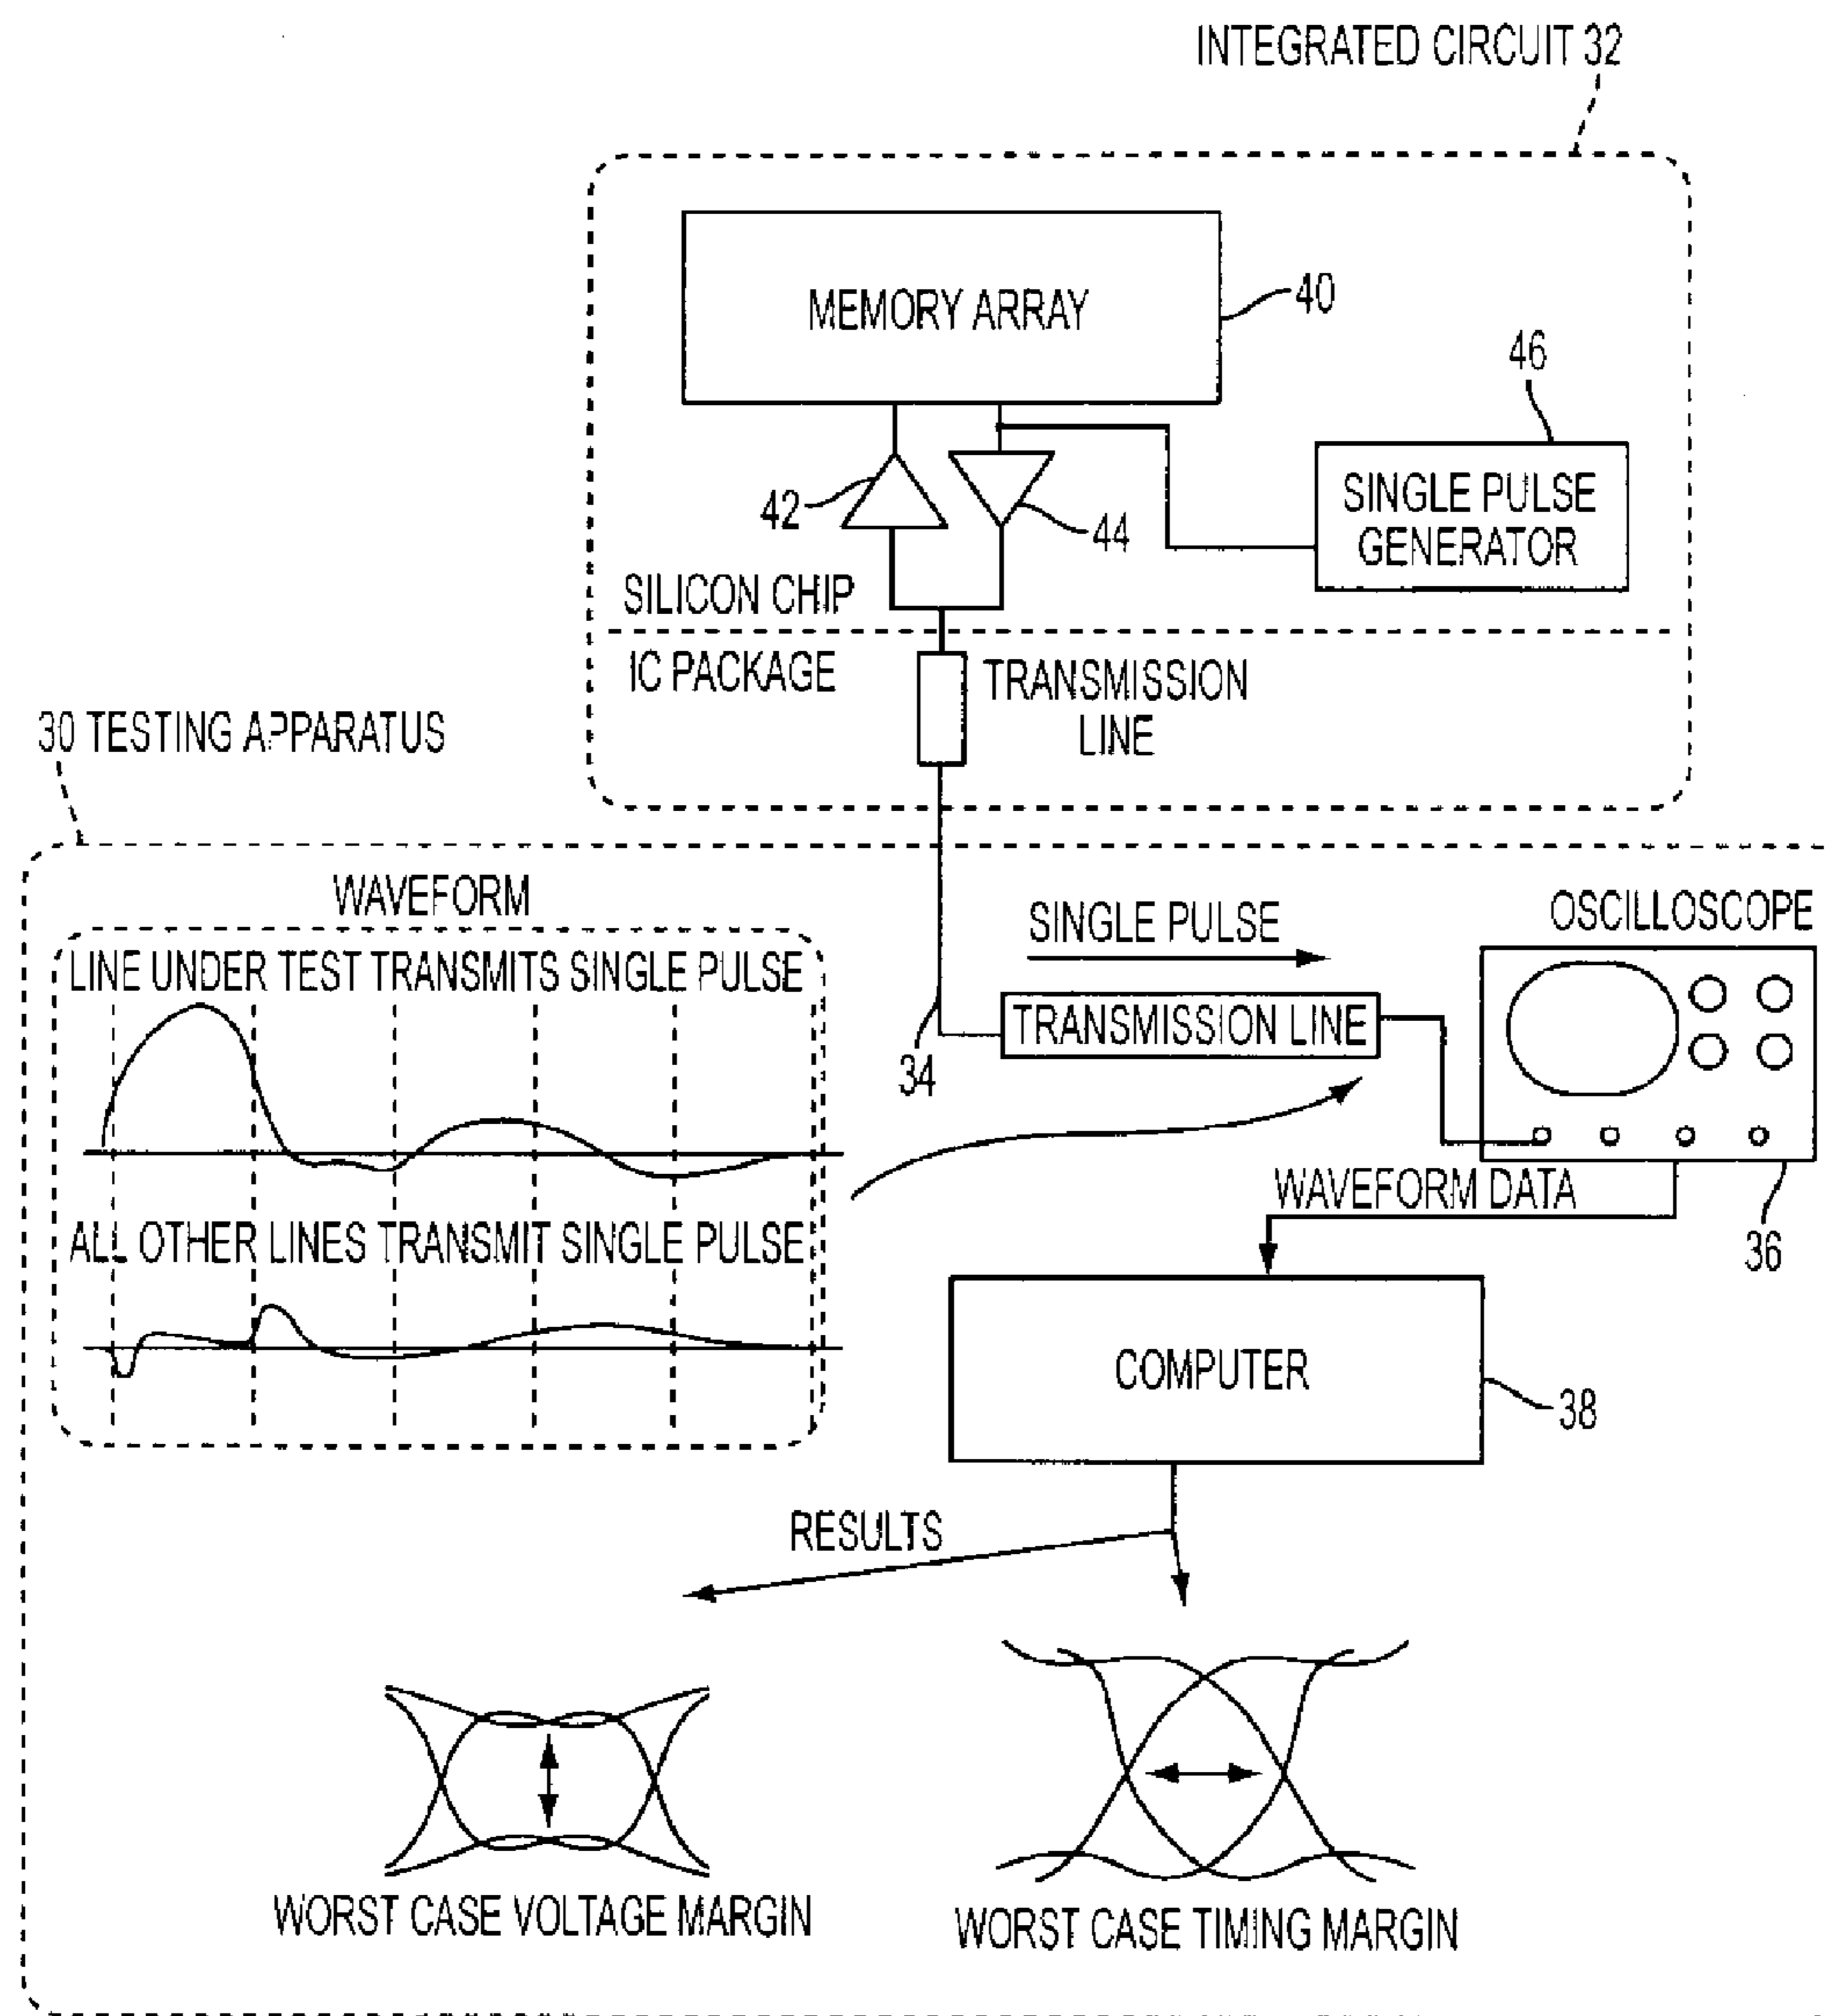 INTEGRATED CIRCUIT 32
MEMORY ARRAY
40
46
SINGLE PULSE
GENERATOR
42
44
SILICON CHIP
IC PACKAGE
TRANSMISSION
LINE
30 TESTING APPARATUS
WAVEFORM
LINE UNDER TEST TRANSMITS SINGLE PULSE
SINGLE PULSE
OSCILLOSCOPE
TRANSMISSION LINE
34
WAVEFORM DATA
36
ALL OTHER LINES TRANSMIT SINGLE PULSE
COMPUTER
38
RESULTS
WORST CASE VOLTAGE MARGIN
WORST CASE TIMING MARGIN